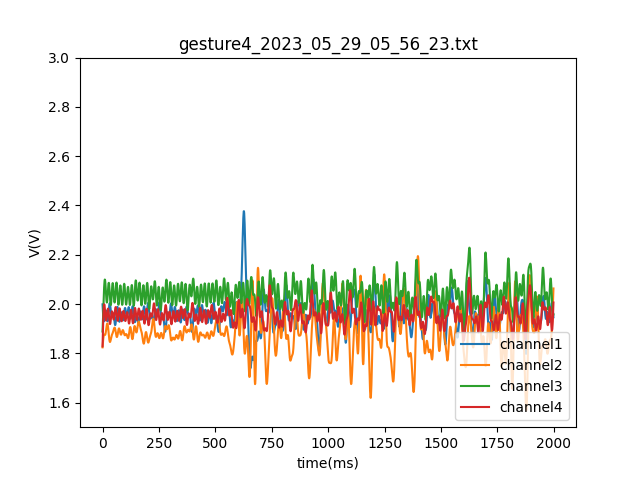 gesture4_2023_05_29_05_56_23.txt
3.0
2.8
2.6
2.4
2.2
2.0
1.8
1.6
V(V)
channel1
channel2
channel3
channel4
0 250 500 750 1000 1250 1500 1750 2000
time(ms)